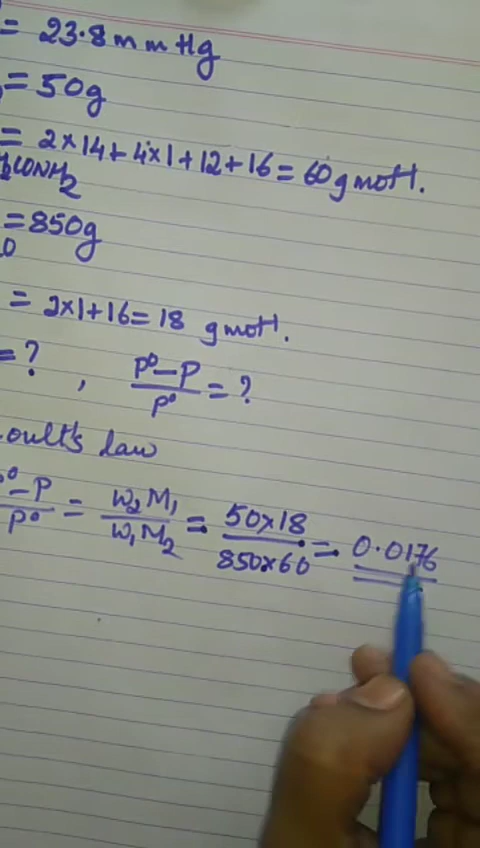 = 23.8 mm Hg
= 50g
= 2×14+4×1+12+16= 60 g mol-1.
CONH2
= 850g
= 2×1+16= 18 g mol-1.
=? , P°-P/P° = ?
oult's law
°-P/P° = W2M1/W1M2 = 50×18/850×60 = 0.0176